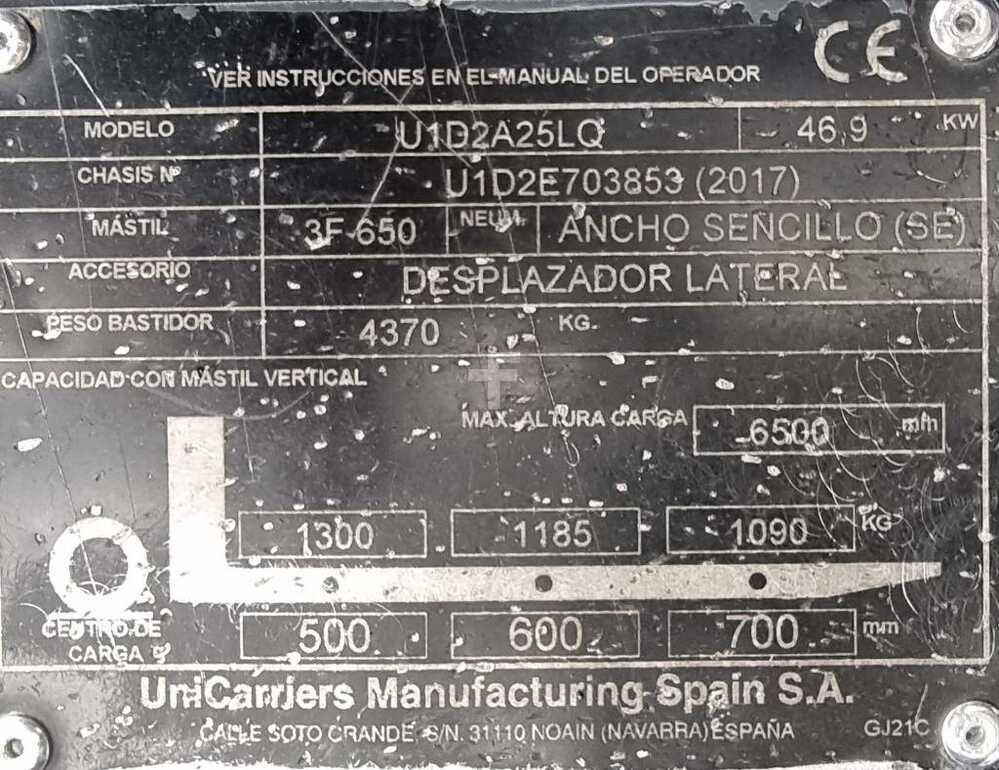 CE
VER INSTRUCCIONES EN EL MANUAL DEL OPERADOR
MODELO U1D2A25LQ 46,9 KW
CHASIS Nº U1D2E703853 (2017)
MÁSTIL 3F 650 NEUM. ANCHO SENCILLO (SE)
ACCESORIO DESPLAZADOR LATERAL
PESO BASTIDOR 4370 KG.
CAPACIDAD CON MÁSTIL VERTICAL
MAX. ALTURA CARGA 6500 mm
1300 1185 1090 KG
CENTRO DE CARGA 500 600 700 mm
UniCarriers Manufacturing Spain S.A.
CALLE SOTO GRANDE, S/N. 31110 NOAIN (NAVARRA) ESPAÑA GJ21C